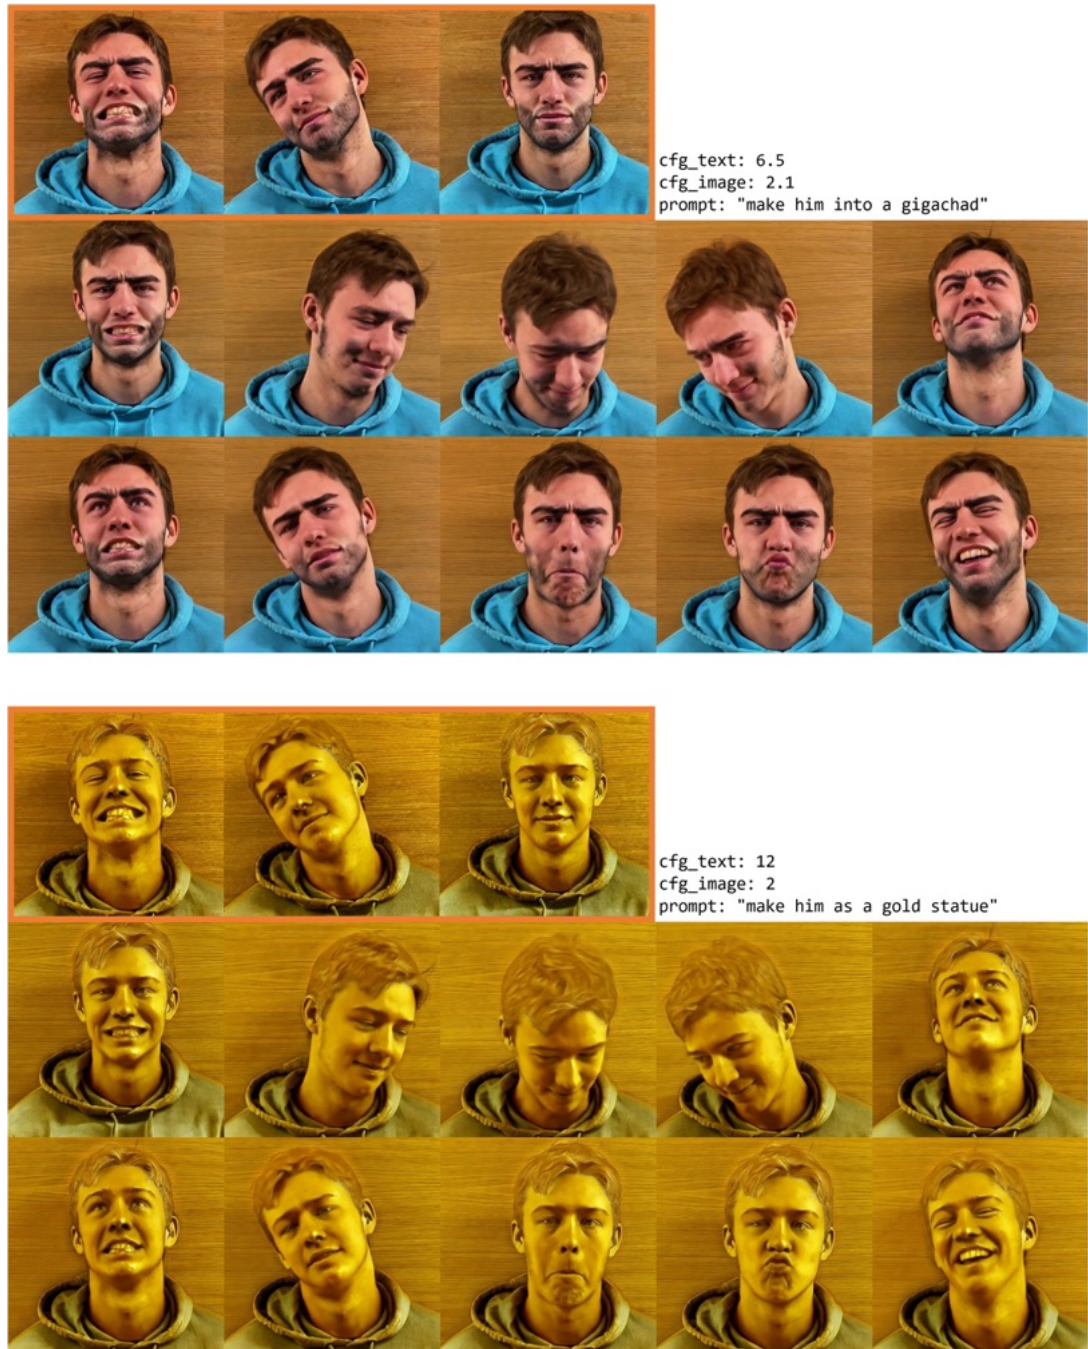 cfg_text: 6.5
cfg_image: 2.1
prompt: "make him into a gigachad"
cfg_text: 12
cfg_image: 2
prompt: "make him as a gold statue"